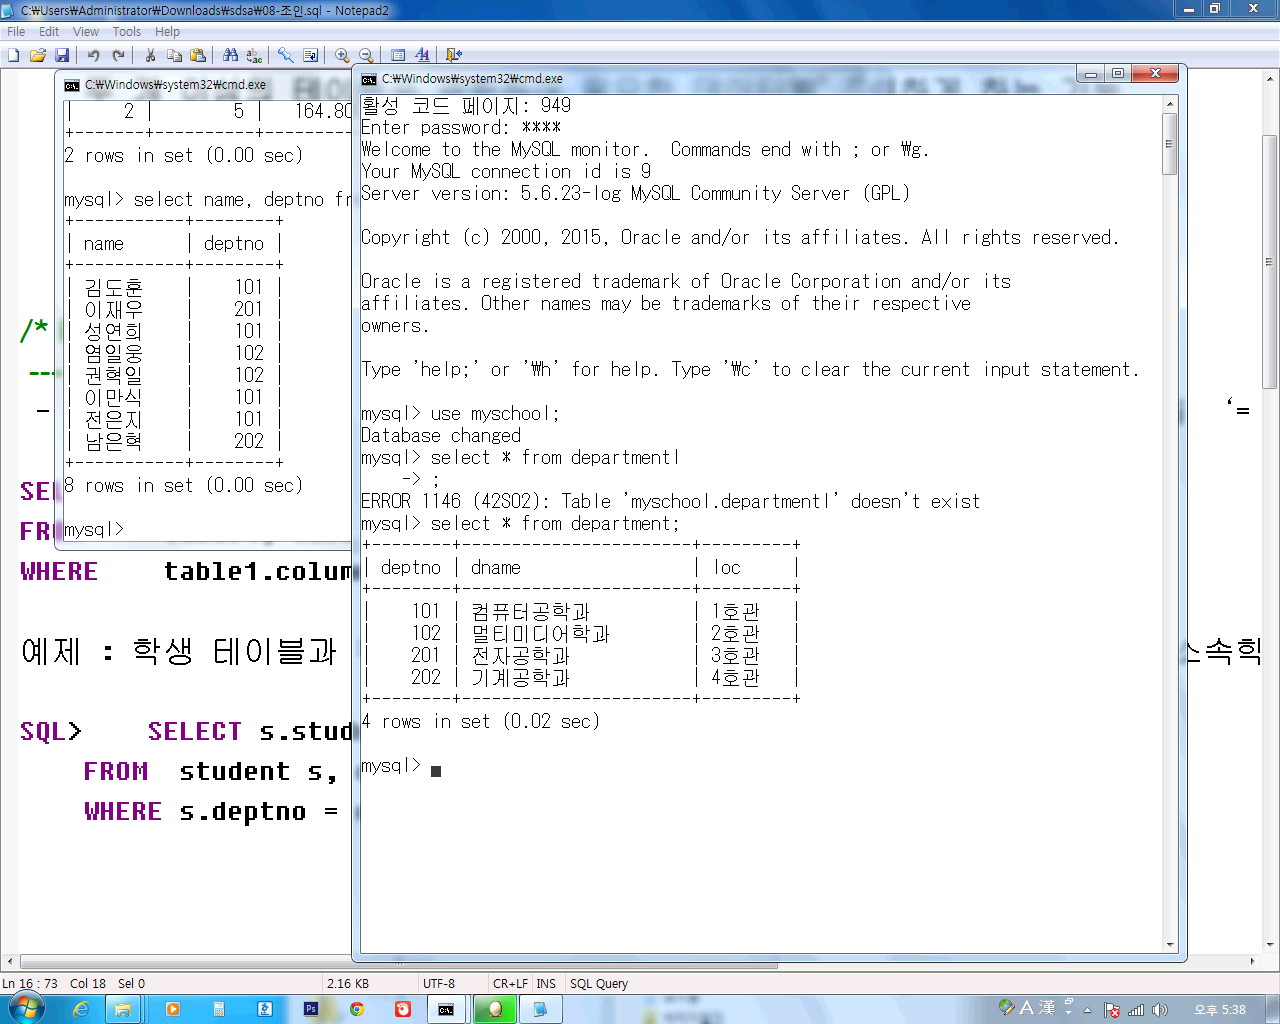 C:₩Users₩Administrator₩Downloads₩sdsa₩08-조인.sql - Notepad2
File Edit View Tools Help
C:₩Windows₩system32₩cmd.exe
| 2 | 5 | 164.80
+-------+----------+---------
2 rows in set (0.00 sec)
mysql> select name, deptno fr
+-----------+--------+
| name | deptno |
+-----------+--------+
| 김도훈 | 101 |
| 이재우 | 201 |
| 성연희 | 101 |
| 염일웅 | 102 |
| 권혁일 | 102 |
| 이만식 | 101 |
| 전은지 | 101 |
| 남은혁 | 202 |
+-----------+--------+
8 rows in set (0.00 sec)
mysql>
C:₩Windows₩system32₩cmd.exe
활성 코드 페이지: 949
Enter password: ****
Welcome to the MySQL monitor. Commands end with ; or ₩g.
Your MySQL connection id is 9
Server version: 5.6.23-log MySQL Community Server (GPL)
Copyright (c) 2000, 2015, Oracle and/or its affiliates. All rights reserved.
Oracle is a registered trademark of Oracle Corporation and/or its
affiliates. Other names may be trademarks of their respective
owners.
Type 'help;' or '₩h' for help. Type '₩c' to clear the current input statement.
mysql> use myschool;
Database changed
mysql> select * from departmentl
-> ;
ERROR 1146 (42S02): Table 'myschool.departmentl' doesn't exist
mysql> select * from department;
+--------+-----------------------+---------+
| deptno | dname | loc |
+--------+-----------------------+---------+
| 101 | 컴퓨터공학과 | 1호관 |
| 102 | 멀티미디어학과 | 2호관 |
| 201 | 전자공학과 | 3호관 |
| 202 | 기계공학과 | 4호관 |
+--------+-----------------------+---------+
4 rows in set (0.02 sec)
mysql>
/*
---
- ‘=
WHERE table1.colum
예제 : 학생 테이블과 소속학
SQL> SELECT s.stud
FROM student s,
WHERE s.deptno =
Ln 16 : 73 Col 18 Sel 0 2.16 KB UTF-8 CR+LF INS SQL Query
A 漢 오후 5:38